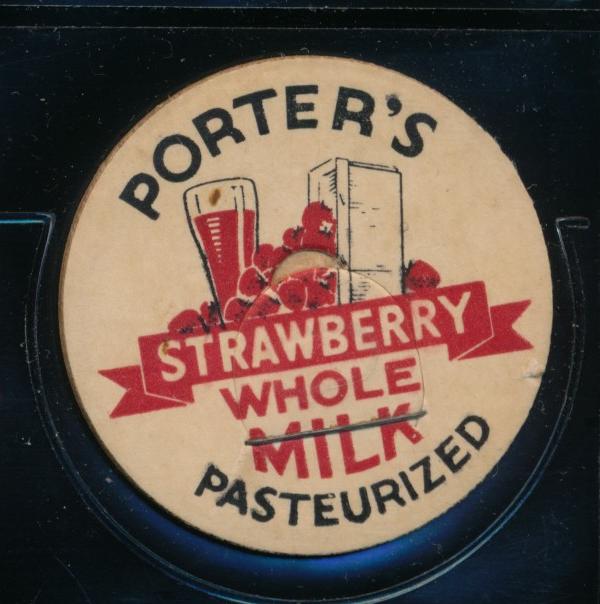 PORTER'S
STRAWBERRY
WHOLE
MILK
PASTEURIZED